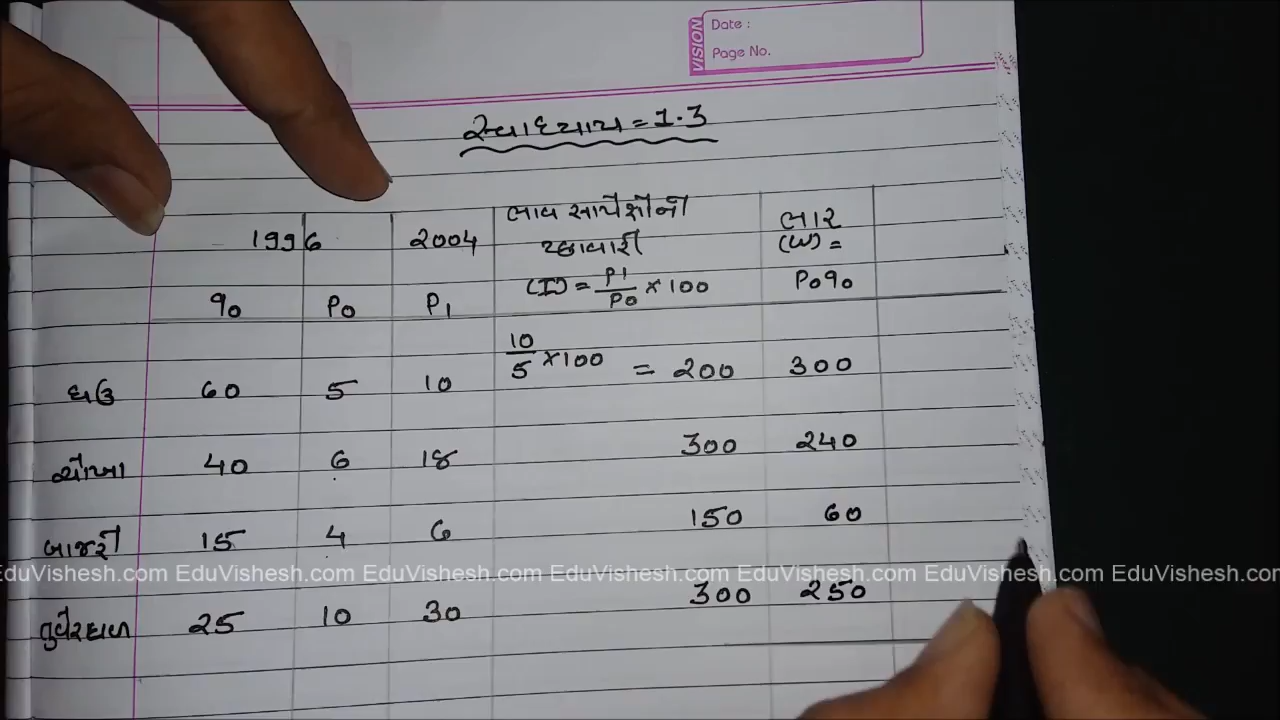 VISION
Date :
Page No.
સ્વાધ્યાય = 1.3
1996 2004 ભાવ સાપેક્ષોની ટકાવારી (I) = P1/P0 × 100 ભાર (W) = P0q0
q0 P0 P1
ઘઉં 60 5 10 10/5 × 100 = 200 300
ચોખા 40 6 18 300 240
બાજરી 15 4 6 150 60
તુવેરદાળ 25 10 30 300 250
EduVishesh.com EduVishesh.com EduVishesh.com EduVishesh.com EduVishesh.com EduVishesh.com EduVishesh.com